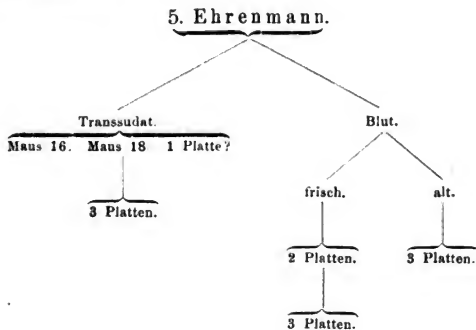 5. Ehrenmann.
Transsudat. Blut.
Maus 16. Maus 18 1 Platte?
frisch. alt.
3 Platten.
2 Platten. 3 Platten.
3 Platten.